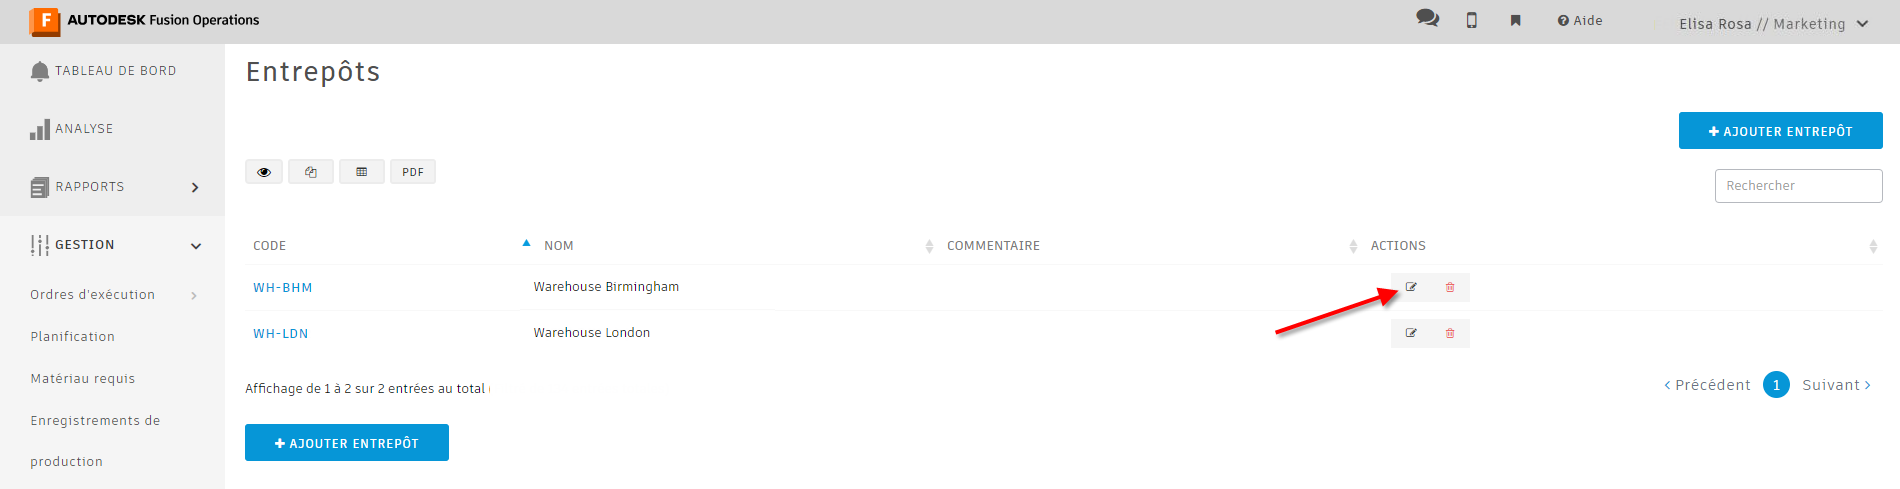 AUTODESK Fusion Operations
Aide
Elisa Rosa // Marketing
TABLEAU DE BORD
ANALYSE
RAPPORTS
GESTION
Ordres d'exécution
Planification
Matériau requis
Enregistrements de
production
Entrepôts
AJOUTER ENTREPÔT
PDF
Rechercher
CODE NOM COMMENTAIRE ACTIONS
WH-BHM Warehouse Birmingham
WH-LDN Warehouse London
Affichage de 1 à 2 sur 2 entrées au total
Précédent 1 Suivant
AJOUTER ENTREPÔT